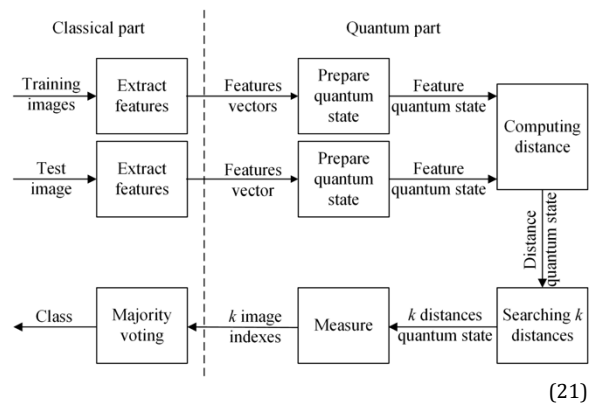 Classical part
Quantum part
Training
images
Extract
features
Features
vectors
Prepare
quantum
state
Feature
quantum state
Computing
distance
Test
image
Extract
features
Features
vector
Prepare
quantum
state
Feature
quantum state
Distance
quantum state
Class
Majority
voting
k image
indexes
Measure
k distances
quantum state
Searching k
distances
(21)